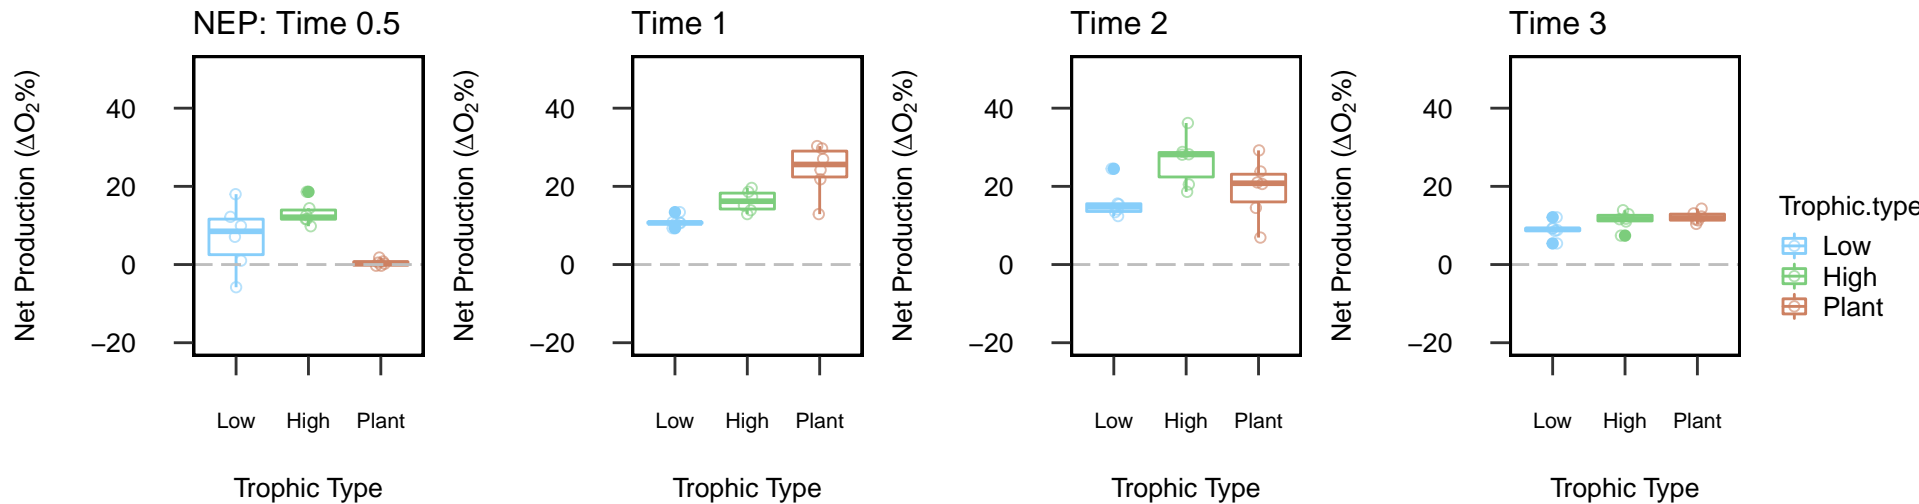 NEP: Time 0.5
Net Production (ΔO₂%)
40
20
0
−20
Low High Plant
Trophic Type
Time 1
Net Production (ΔO₂%)
40
20
0
−20
Low High Plant
Trophic Type
Time 2
Net Production (ΔO₂%)
40
20
0
−20
Low High Plant
Trophic Type
Time 3
Net Production (ΔO₂%)
40
20
0
−20
Low High Plant
Trophic Type
Trophic.type
Low
High
Plant